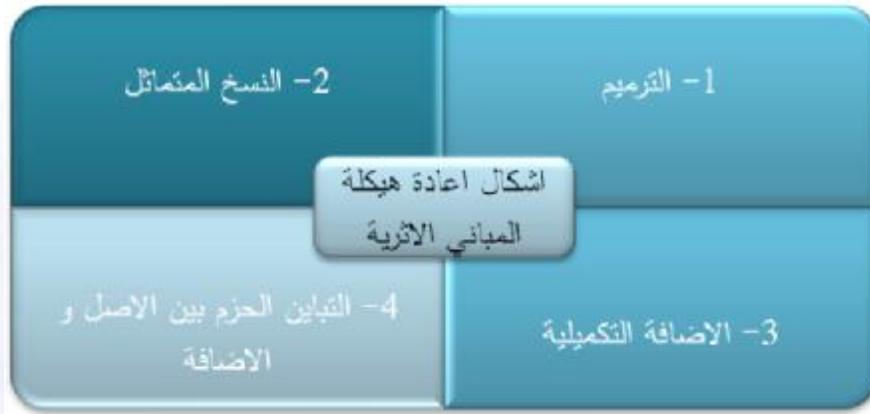 1- الترميم
2- النسخ المتماثل
اشكال اعادة هيكلة
المباني الاثرية
3- الاضافة التكميلية
4- التباين الحزم بين الاصل و
الاضافة